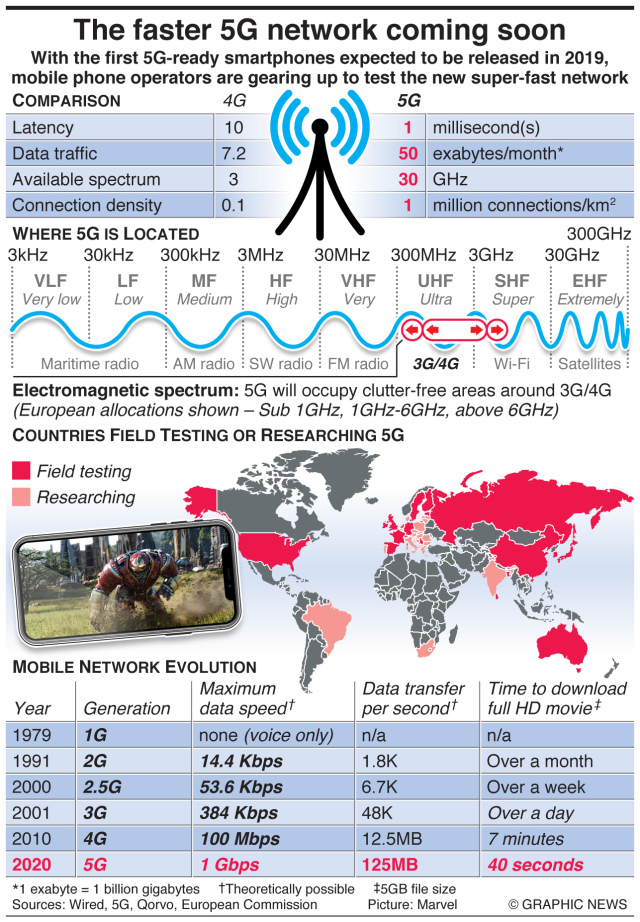 The faster 5G network coming soon
With the first 5G-ready smartphones expected to be released in 2019,
mobile phone operators are gearing up to test the new super-fast network
COMPARISON 4G 5G
Latency 10 1 millisecond(s)
Data traffic 7.2 50 exabytes/month*
Available spectrum 3 30 GHz
Connection density 0.1 1 million connections/km²
WHERE 5G IS LOCATED 300GHz
3kHz 30kHz 300kHz 3MHz 30MHz 300MHz 3GHz 30GHz
VLF LF MF HF VHF UHF SHF EHF
Very low Low Medium High Very Ultra Super Extremely
Maritime radio AM radio SW radio FM radio 3G/4G Wi-Fi Satellites
Electromagnetic spectrum: 5G will occupy clutter-free areas around 3G/4G
(European allocations shown – Sub 1GHz, 1GHz-6GHz, above 6GHz)
COUNTRIES FIELD TESTING OR RESEARCHING 5G
Field testing
Researching
MOBILE NETWORK EVOLUTION
Year Generation Maximum data speed† Data transfer per second† Time to download full HD movie‡
1979 1G none (voice only) n/a n/a
1991 2G 14.4 Kbps 1.8K Over a month
2000 2.5G 53.6 Kbps 6.7K Over a week
2001 3G 384 Kbps 48K Over a day
2010 4G 100 Mbps 12.5MB 7 minutes
2020 5G 1 Gbps 125MB 40 seconds
*1 exabyte = 1 billion gigabytes †Theoretically possible ‡5GB file size
Sources: Wired, 5G, Qorvo, European Commission Picture: Marvel © GRAPHIC NEWS